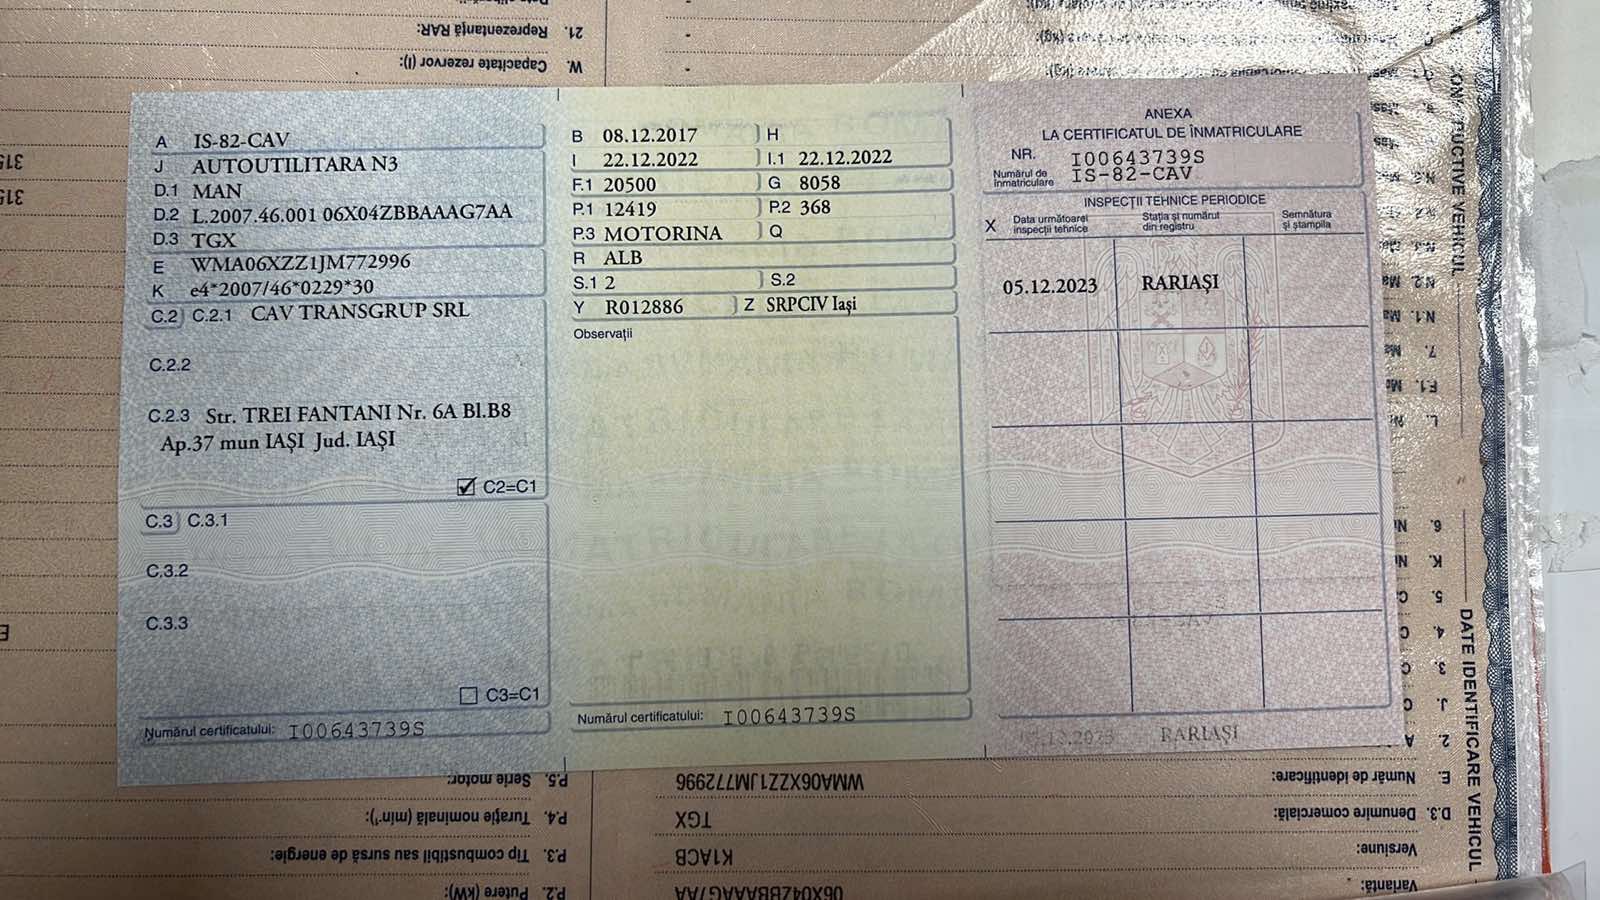 21. Reprezentanță RAR:
W. Capacitate rezervor (l):
A IS-82-CAV
J AUTOUTILITARA N3
D.1 MAN
D.2 L.2007.46.001 06X04ZBBAAAG7AA
D.3 TGX
E WMA06XZZ1JM772996
K e4*2007/46*0229*30
C.2 C.2.1 CAV TRANSGRUP SRL
C.2.2
C.2.3 Str. TREI FANTANI Nr. 6A Bl.B8
Ap.37 mun IAȘI Jud. IAȘI
C2=C1
C.3 C.3.1
C.3.2
C.3.3
C3=C1
Numărul certificatului: I00643739S
B 08.12.2017 H
I 22.12.2022 I.1 22.12.2022
F.1 20500 G 8058
P.1 12419 P.2 368
P.3 MOTORINA Q
R ALB
S.1 2 S.2
Y R012886 Z SRPCIV Iași
Observații
Numărul certificatului: I00643739S
ANEXA
LA CERTIFICATUL DE ÎNMATRICULARE
NR. I00643739S
Numărul de înmatriculare IS-82-CAV
INSPECȚII TEHNICE PERIODICE
X Data următoarei inspecții tehnice Stația și numărul din registru Semnătura și ștampila
05.12.2023 RARIAȘI
RARIAȘI
DATE IDENTIFICARE VEHICUL
E. Număr de identificare: WMA06XZZ1JM772996
D.3. Denumire comercială: TGX
Versiune: K1ACB
Variantă: 06X04ZBBAAAG7AA
P.5. Serie motor:
P.4. Turație nominală (min⁻¹):
P.3. Tip combustibil sau sursă de energie:
P.2. Putere (kW):